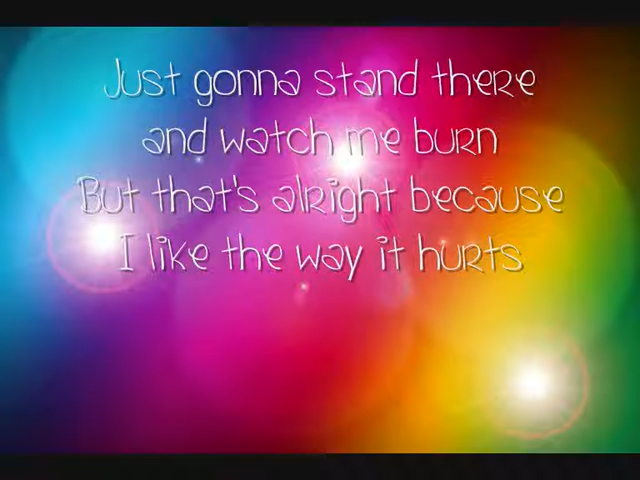 Just gonna stand there
and watch me burn
But that's alright because
I like the way it hurts